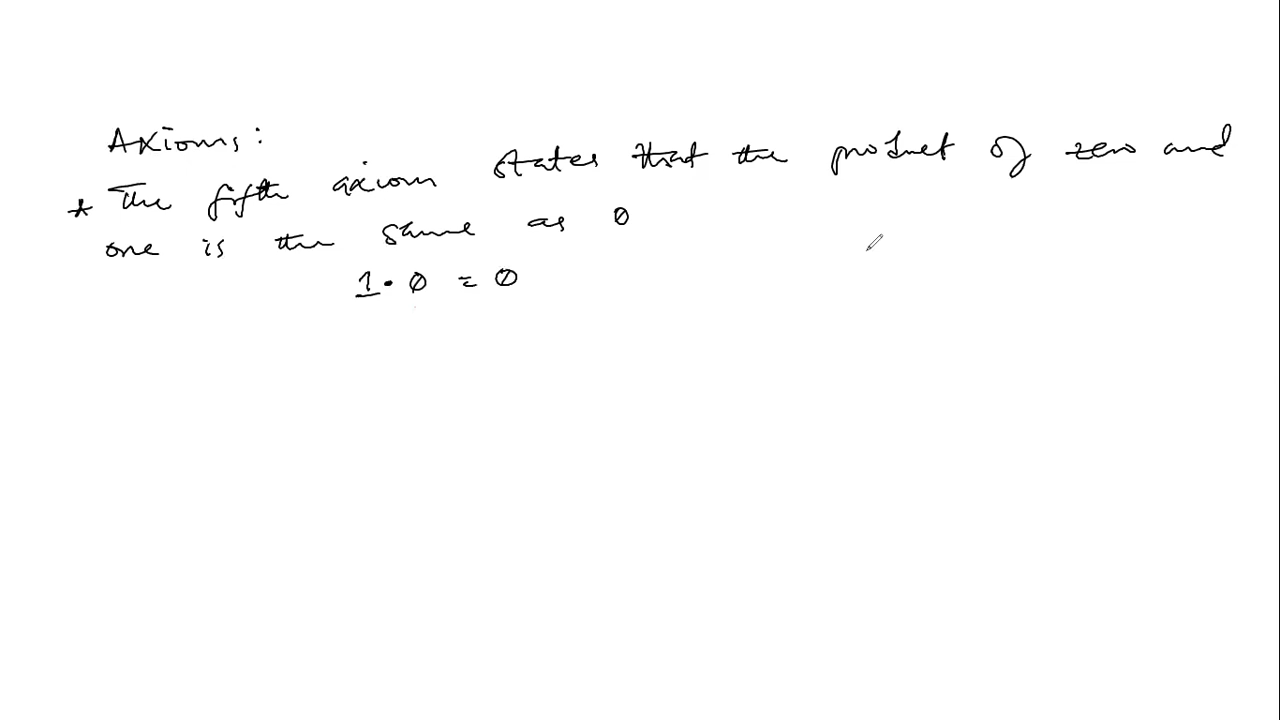 Axioms:
* The fifth axiom states that the product of zero and
one is the same as 0
1 • 0 = 0